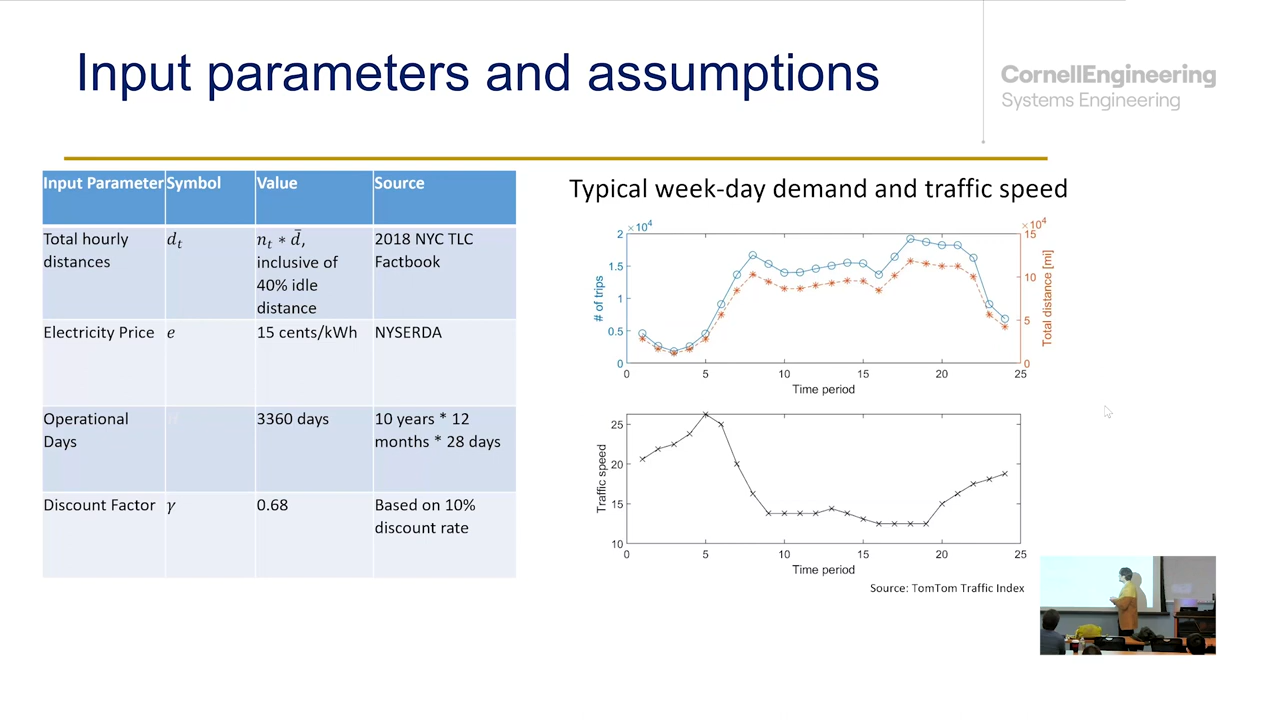 Input parameters and assumptions
CornellEngineering
Systems Engineering
Input Parameter Symbol Value Source
Total hourly distances
d_t
n_t * d̄, inclusive of 40% idle distance
2018 NYC TLC Factbook
Electricity Price
e
15 cents/kWh
NYSERDA
Operational Days
3360 days
10 years * 12 months * 28 days
Discount Factor
γ
0.68
Based on 10% discount rate
Typical week-day demand and traffic speed
×10^4
×10^4
2
1.5
1
0.5
0
# of trips
15
10
5
0
Total distance [mi]
0 5 10 15 20 25
Time period
25
20
15
10
Traffic speed
0 5 10 15 20 25
Time period
Source: TomTom Traffic Index